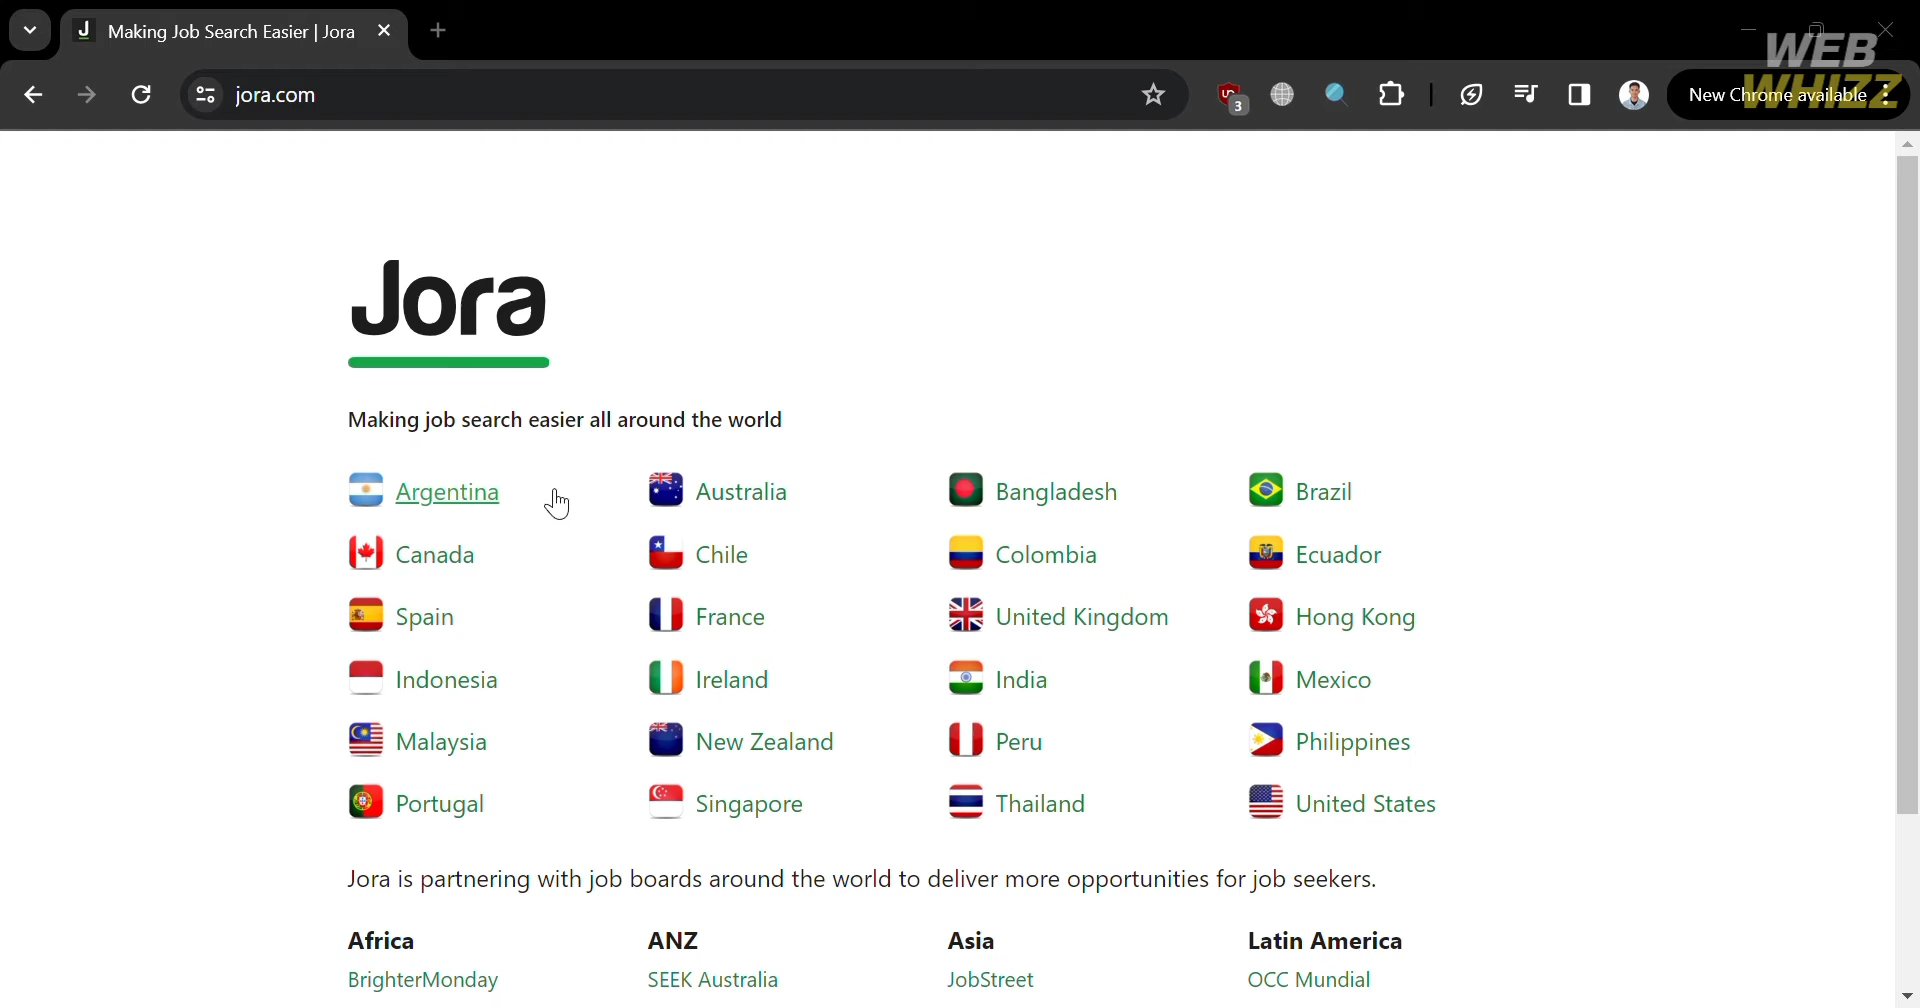 J Making Job Search Easier | Jora
WEB
WHIZZ
jora.com
3
New Chrome available
Jora
Making job search easier all around the world
Argentina Australia Bangladesh Brazil
Canada Chile Colombia Ecuador
Spain France United Kingdom Hong Kong
Indonesia Ireland India Mexico
Malaysia New Zealand Peru Philippines
Portugal Singapore Thailand United States
Jora is partnering with job boards around the world to deliver more opportunities for job seekers.
Africa ANZ Asia Latin America
BrighterMonday SEEK Australia JobStreet OCC Mundial